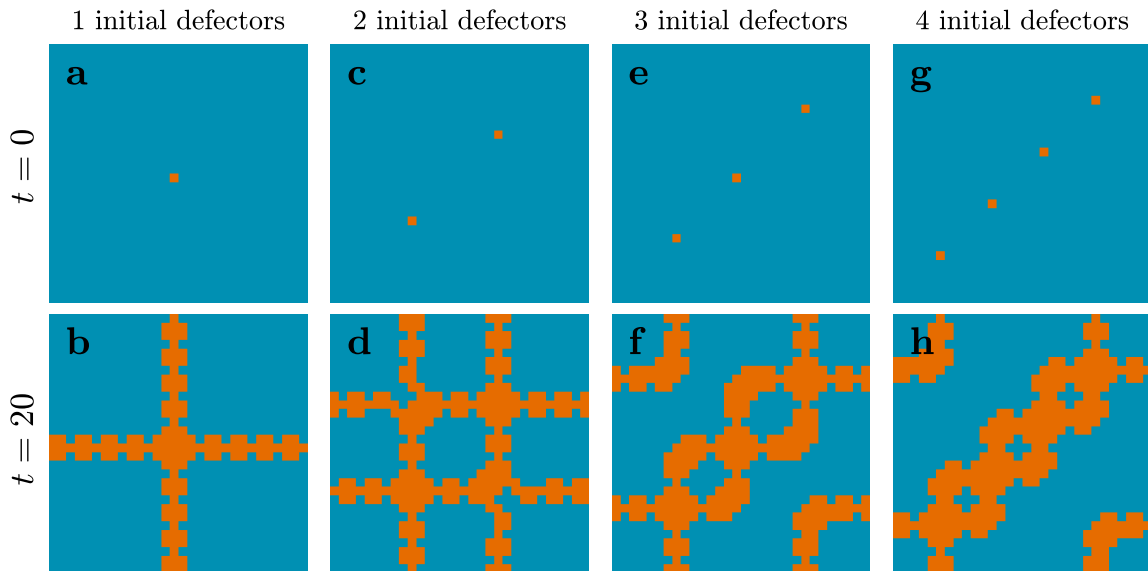 1 initial defectors
2 initial defectors
3 initial defectors
4 initial defectors
t = 0
a
c
e
g
t = 20
b
d
f
h